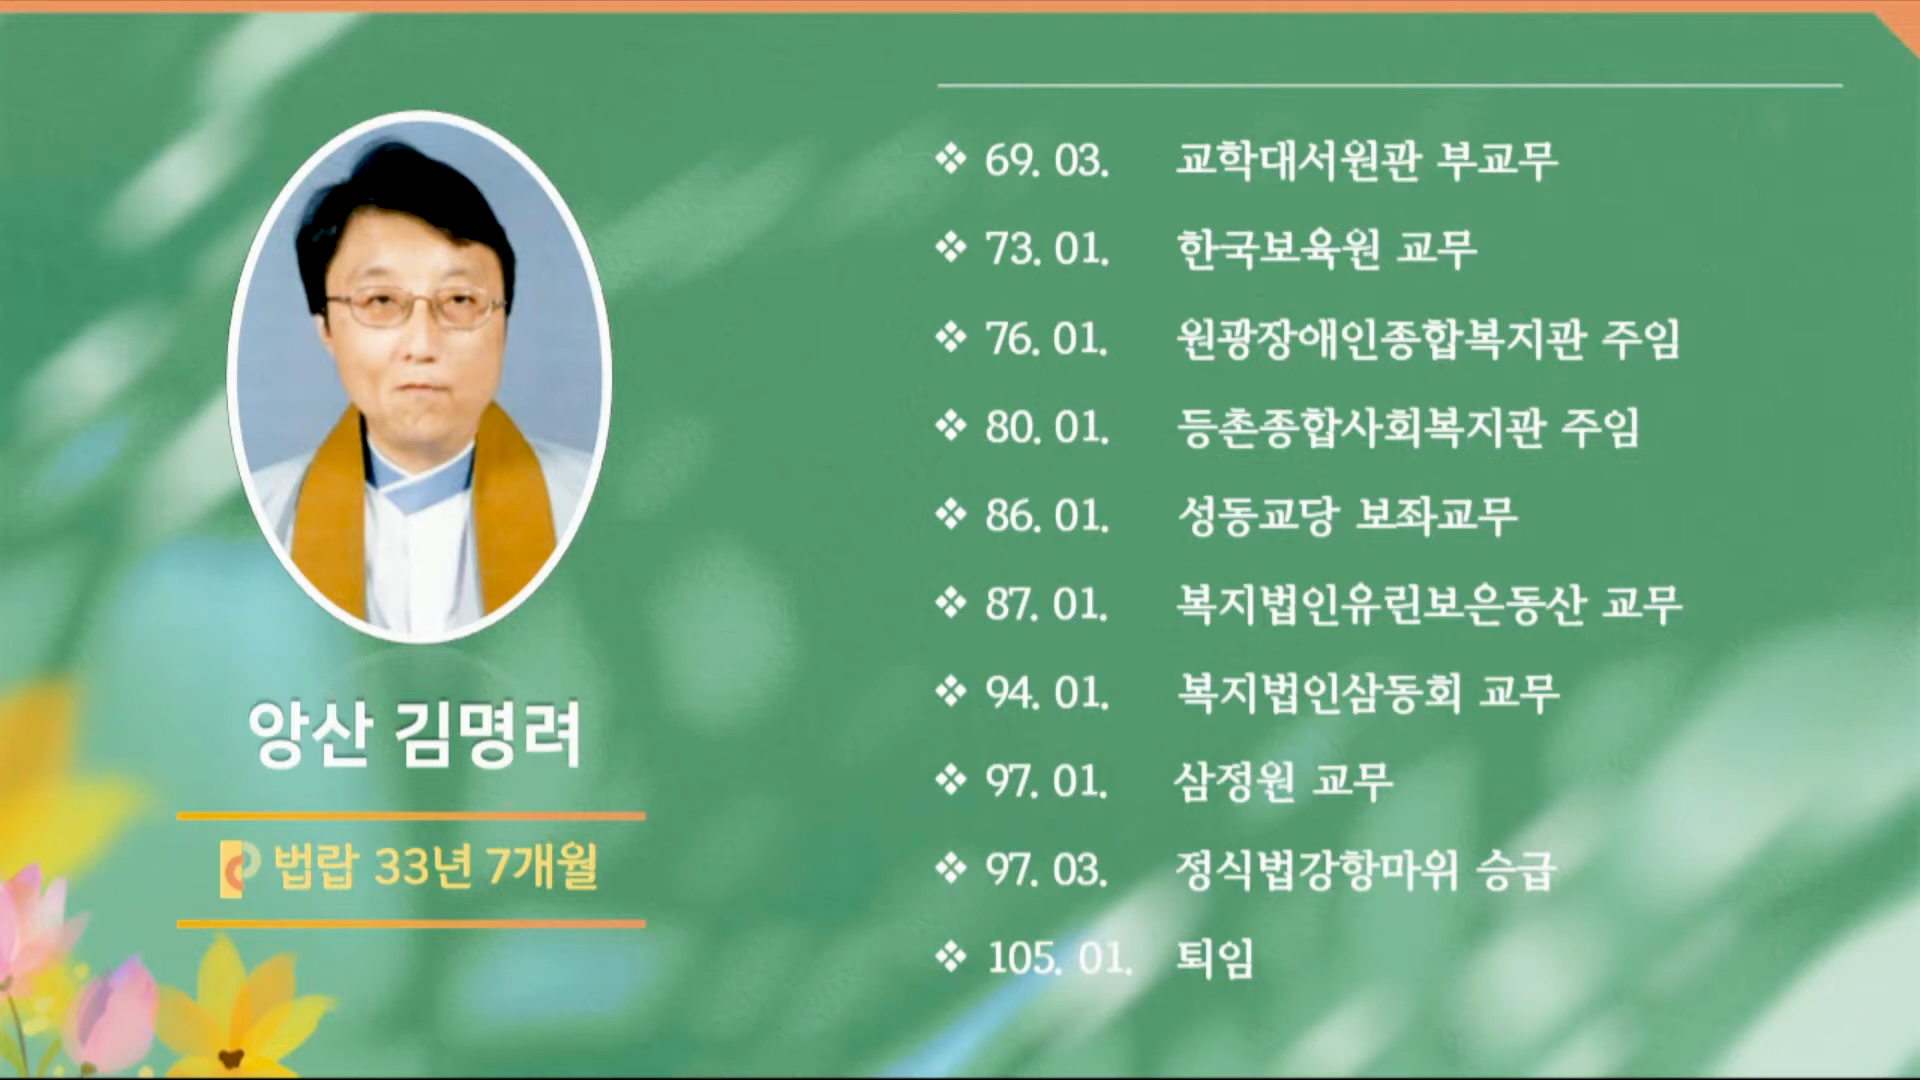 앙산 김명려
법랍 33년 7개월
❖ 69. 03. 교학대서원관 부교무
❖ 73. 01. 한국보육원 교무
❖ 76. 01. 원광장애인종합복지관 주임
❖ 80. 01. 등촌종합사회복지관 주임
❖ 86. 01. 성동교당 보좌교무
❖ 87. 01. 복지법인유린보은동산 교무
❖ 94. 01. 복지법인삼동회 교무
❖ 97. 01. 삼정원 교무
❖ 97. 03. 정식법강항마위 승급
❖ 105. 01. 퇴임